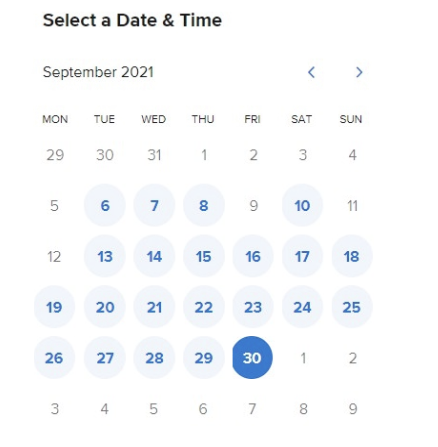 Select a Date & Time
September 2021
MON TUE WED THU FRI SAT SUN
29 30 31 1 2 3 4
5 6 7 8 9 10 11
12 13 14 15 16 17 18
19 20 21 22 23 24 25
26 27 28 29 30 1 2
3 4 5 6 7 8 9